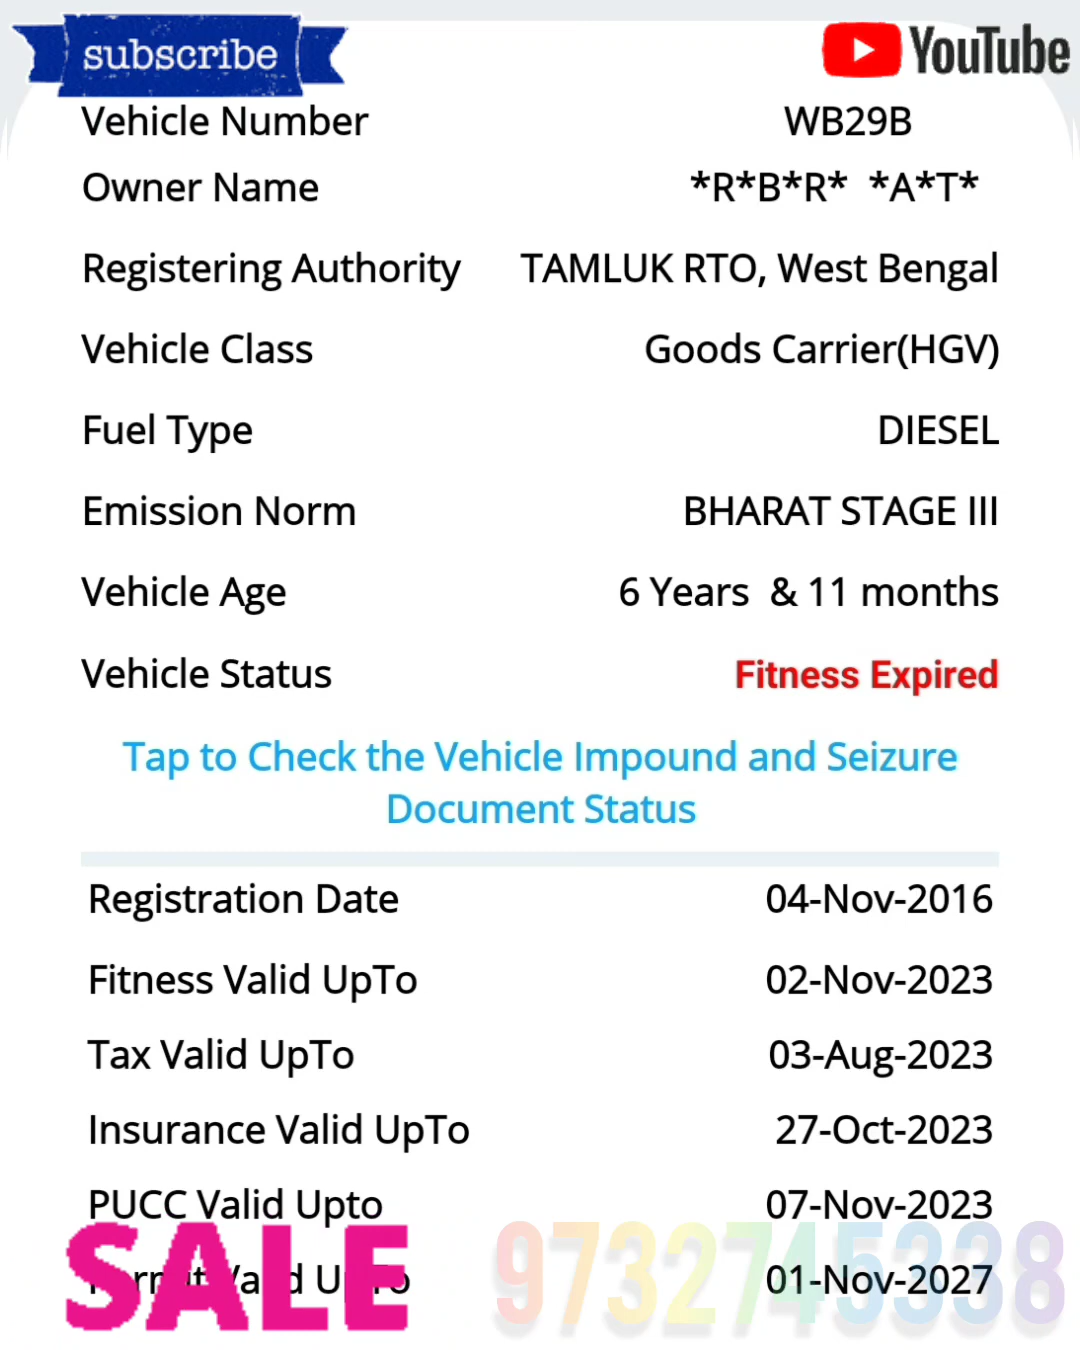 subscribe
YouTube
Vehicle Number WB29B
Owner Name *R*B*R* *A*T*
Registering Authority TAMLUK RTO, West Bengal
Vehicle Class Goods Carrier(HGV)
Fuel Type DIESEL
Emission Norm BHARAT STAGE III
Vehicle Age 6 Years & 11 months
Vehicle Status Fitness Expired
Tap to Check the Vehicle Impound and Seizure
Document Status
Registration Date 04-Nov-2016
Fitness Valid UpTo 02-Nov-2023
Tax Valid UpTo 03-Aug-2023
Insurance Valid UpTo 27-Oct-2023
PUCC Valid Upto 07-Nov-2023
Permit Valid UpTo 01-Nov-2027
SALE 9732745338